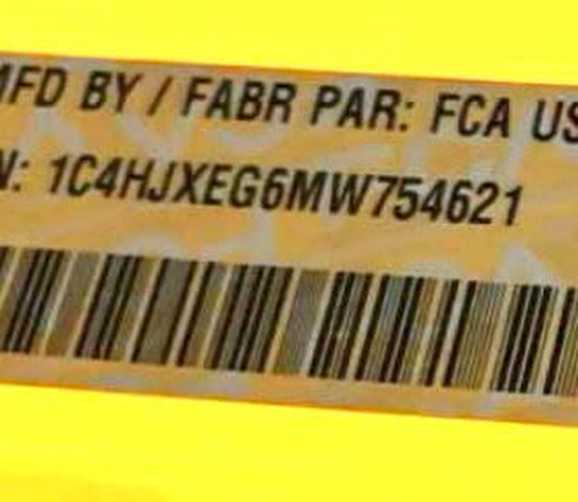 MFD BY / FABR PAR: FCA US
N: 1C4HJXEG6MW754621